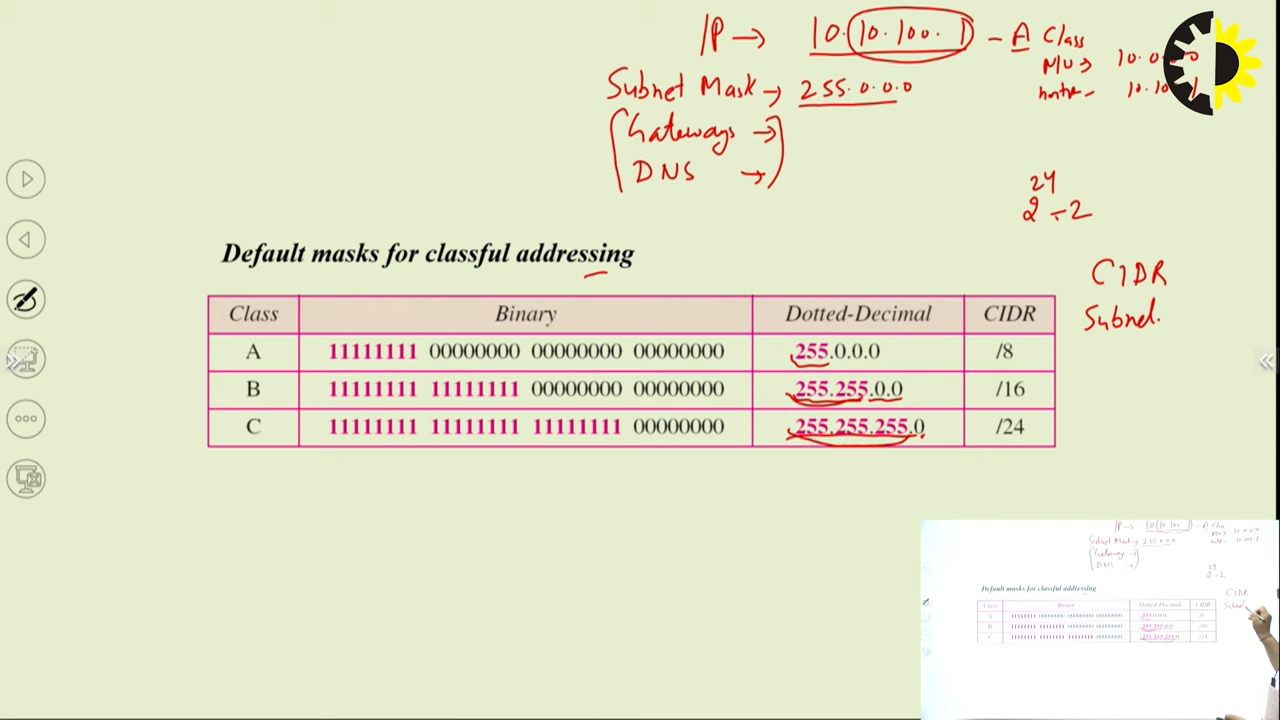 IP → 10.10.100.1 - A Class
Subnet Mask → 255.0.0.0
Gateways →
DNS →
24
2 - 2
CIDR
Subnet.
Default masks for classful addressing
Class Binary Dotted-Decimal CIDR
A 11111111 00000000 00000000 00000000 255.0.0.0 /8
B 11111111 11111111 00000000 00000000 255.255.0.0 /16
C 11111111 11111111 11111111 00000000 255.255.255.0 /24